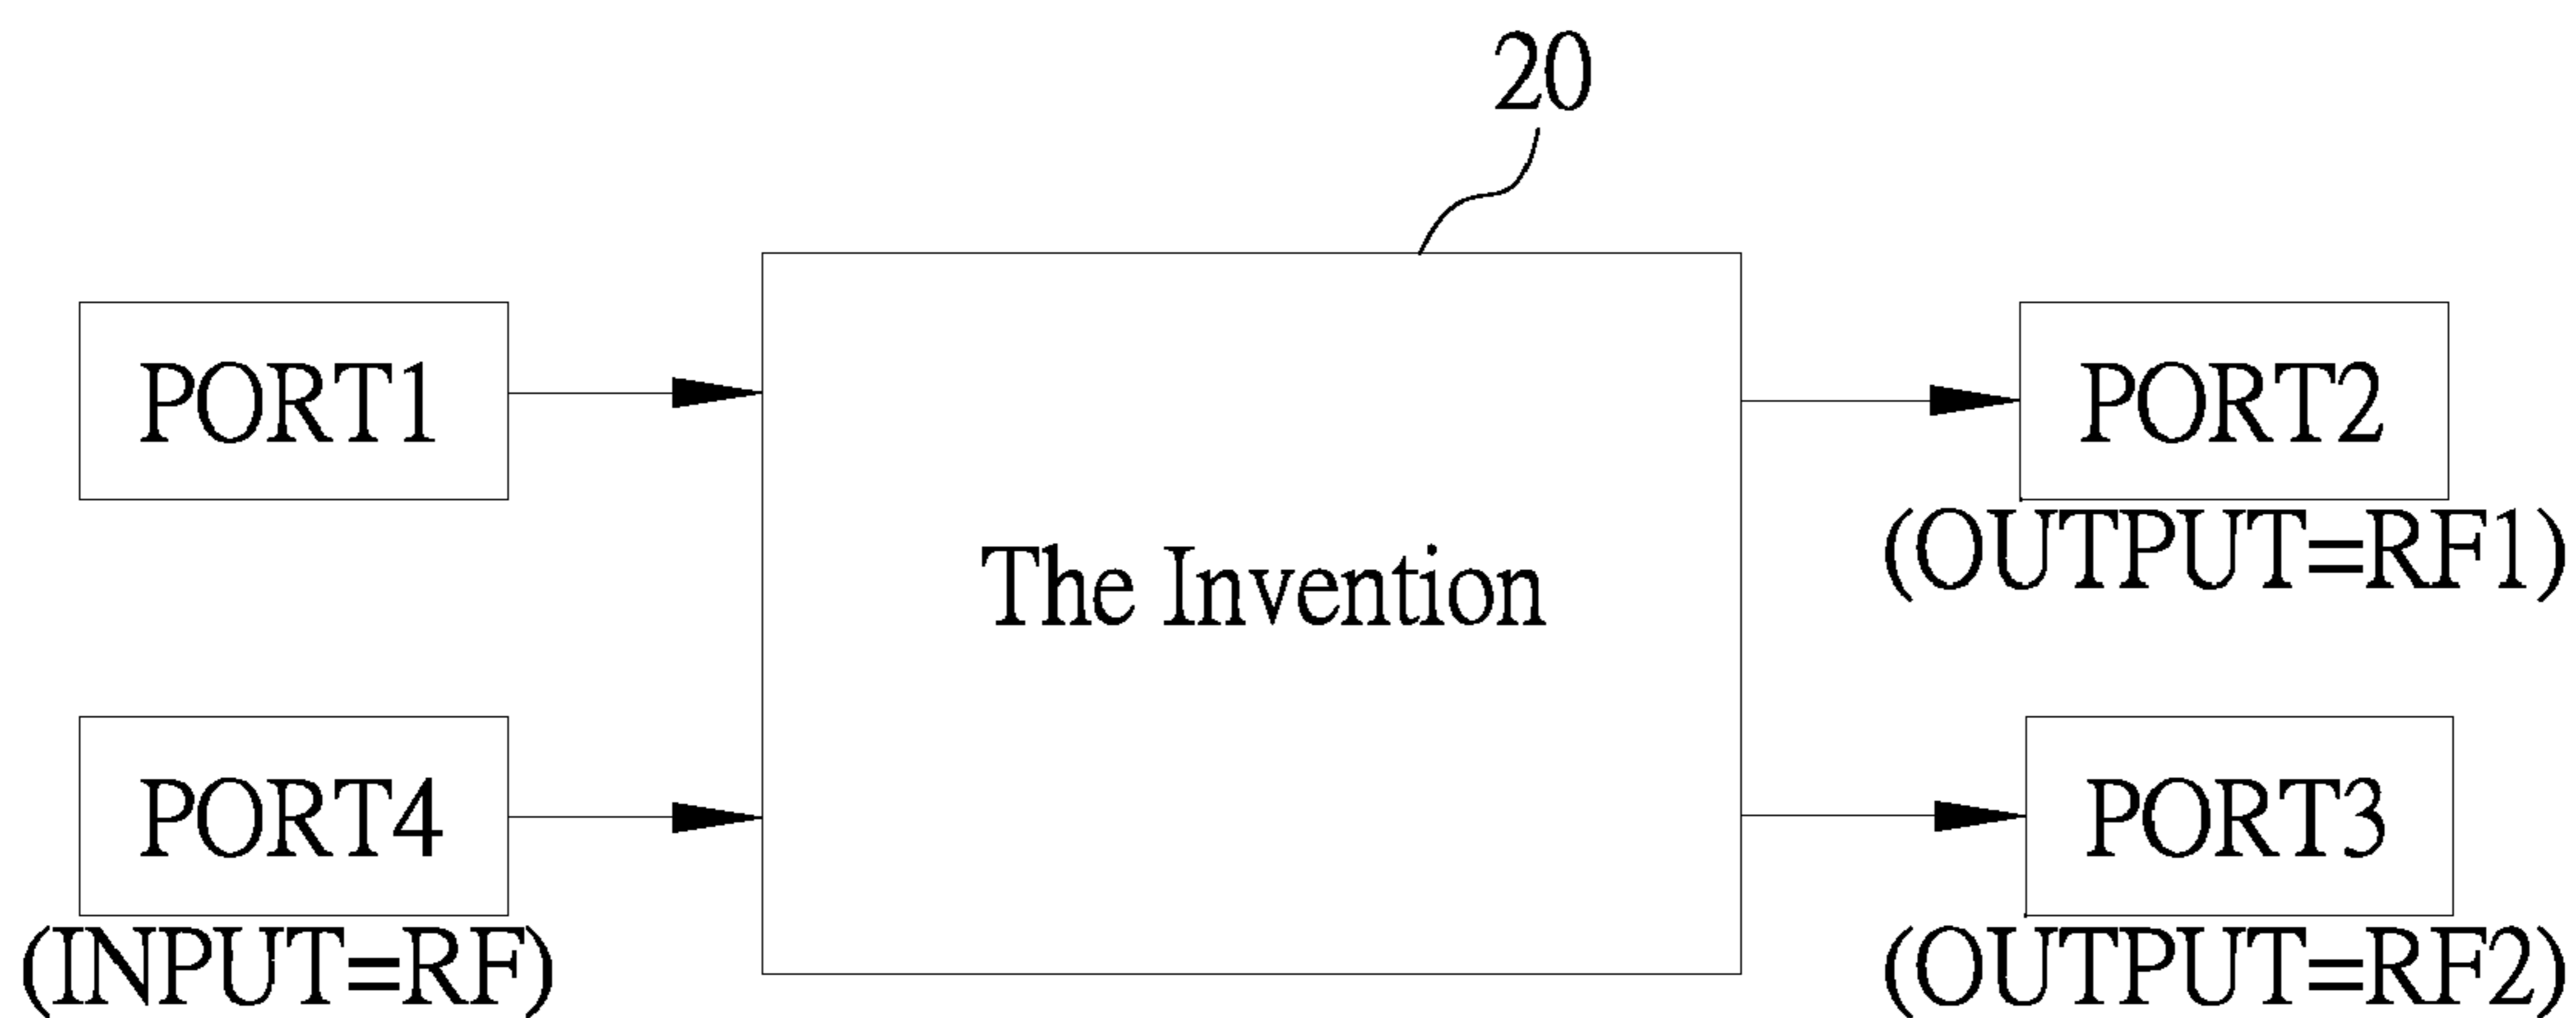 20
PORT1
PORT2
(OUTPUT=RF1)
The Invention
PORT4
(INPUT=RF)
PORT3
(OUTPUT=RF2)